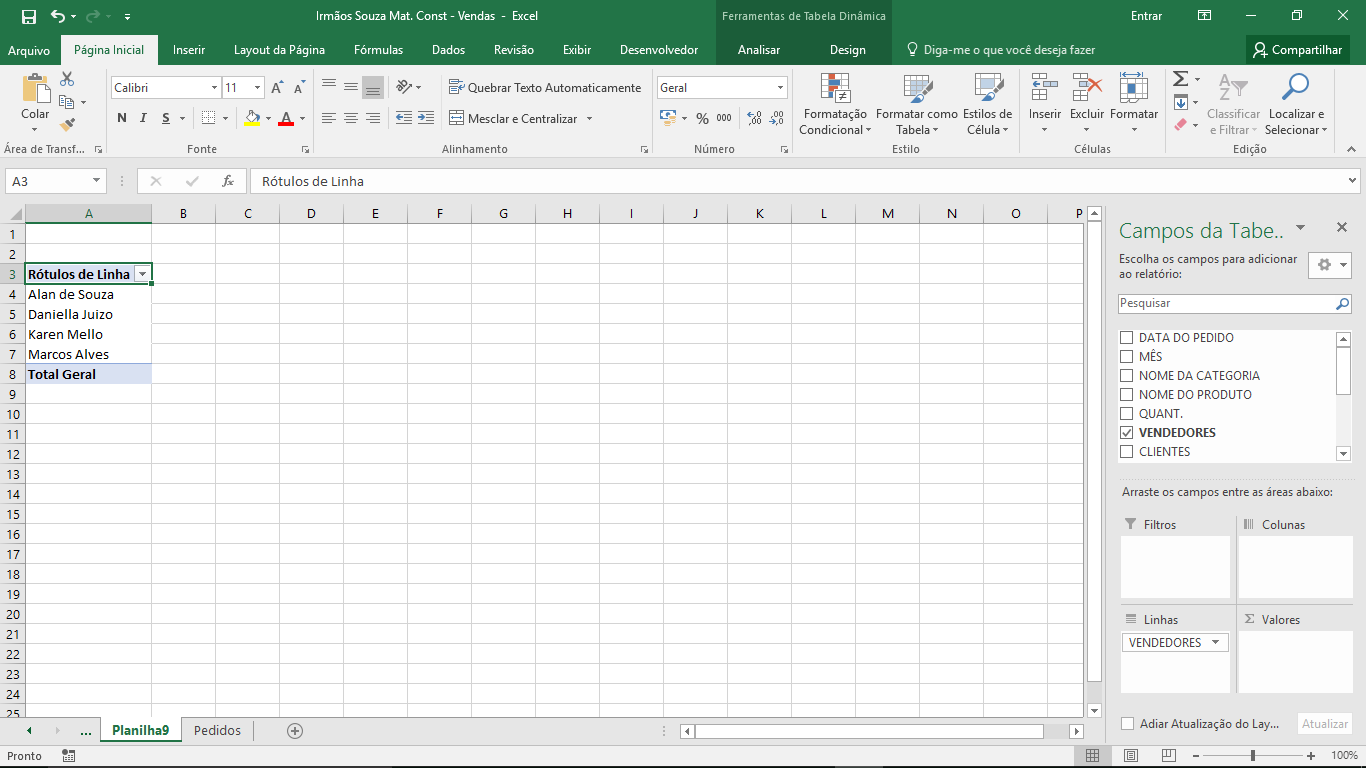 Irmãos Souza Mat. Const - Vendas - Excel
Ferramentas de Tabela Dinâmica
Entrar
Arquivo Página Inicial Inserir Layout da Página Fórmulas Dados Revisão Exibir Desenvolvedor Analisar Design Diga-me o que você deseja fazer Compartilhar
Colar
Calibri 11
N I S A
Quebrar Texto Automaticamente
Mesclar e Centralizar
Geral
% 000
Formatação Condicional
Formatar como Tabela
Estilos de Célula
Inserir Excluir Formatar
Classificar e Filtrar
Localizar e Selecionar
Área de Transf... Fonte Alinhamento Número Estilo Células Edição
A3 fx Rótulos de Linha
A B C D E F G H I J K L M N O P
1
2
3 Rótulos de Linha
4 Alan de Souza
5 Daniella Juizo
6 Karen Mello
7 Marcos Alves
8 Total Geral
9
10
11
12
13
14
15
16
17
18
19
20
21
22
23
24
25
Campos da Tabe..
Escolha os campos para adicionar
ao relatório:
Pesquisar
DATA DO PEDIDO
MÊS
NOME DA CATEGORIA
NOME DO PRODUTO
QUANT.
VENDEDORES
CLIENTES
Arraste os campos entre as áreas abaixo:
Filtros Colunas
Linhas Σ Valores
VENDEDORES
Adiar Atualização do Lay... Atualizar
... Planilha9 Pedidos
Pronto 100%